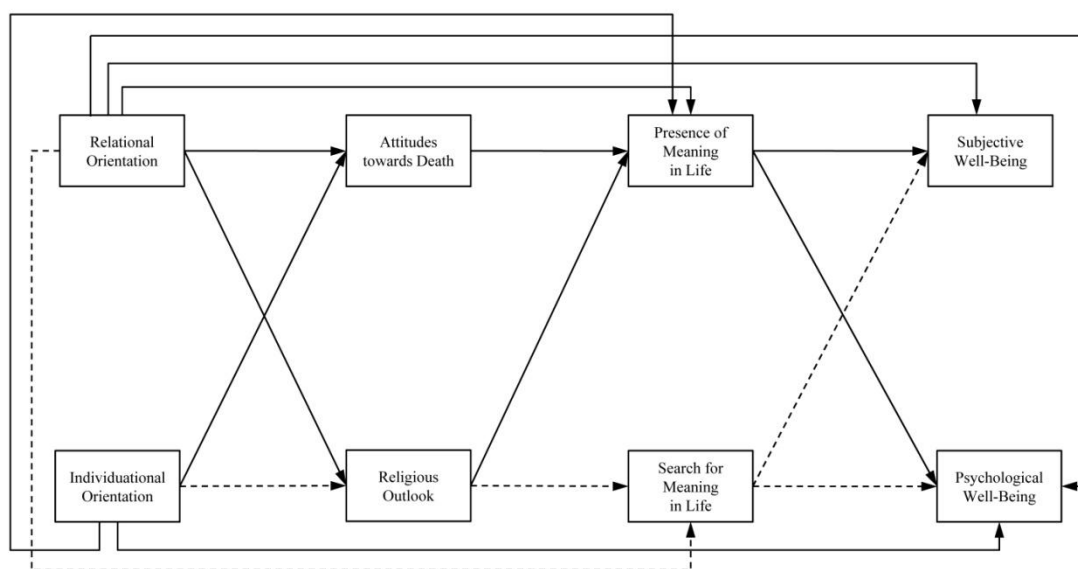 Relational
Orientation
Attitudes
towards Death
Presence of
Meaning
in Life
Subjective
Well-Being
Individuational
Orientation
Religious
Outlook
Search for
Meaning
in Life
Psychological
Well-Being